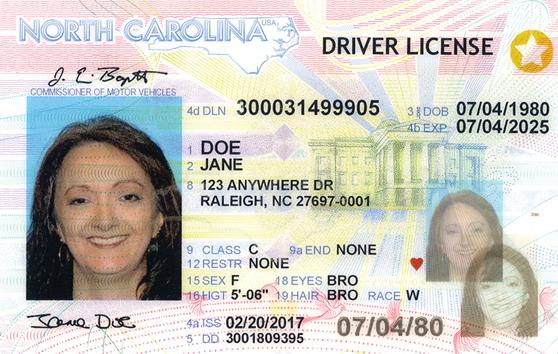 NORTH CAROLINA USA
DRIVER LICENSE
J. E. Boyett
COMMISSIONER OF MOTOR VEHICLES
4d DLN 300031499905
3 DOB 07/04/1980
4b EXP 07/04/2025
1 DOE
2 JANE
8 123 ANYWHERE DR
RALEIGH, NC 27697-0001
9 CLASS C 9a END NONE
12 RESTR NONE
15 SEX F 18 EYES BRO
16 HGT 5'-06" 19 HAIR BRO RACE W
Jane Doe
4a ISS 02/20/2017
5 DD 3001809395
07/04/80